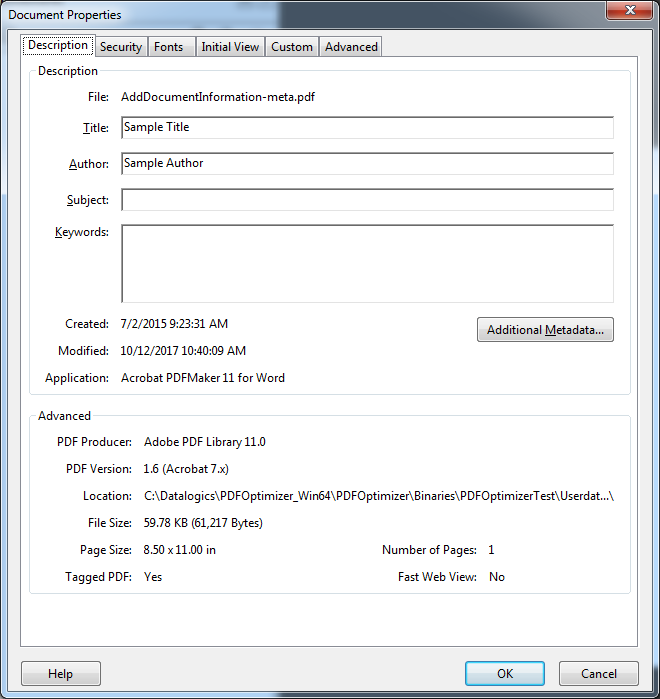 Document Properties
Description Security Fonts Initial View Custom Advanced
Description
File: AddDocumentInformation-meta.pdf
Title: Sample Title
Author: Sample Author
Subject:
Keywords:
Created: 7/2/2015 9:23:31 AM
Additional Metadata...
Modified: 10/12/2017 10:40:09 AM
Application: Acrobat PDFMaker 11 for Word
Advanced
PDF Producer: Adobe PDF Library 11.0
PDF Version: 1.6 (Acrobat 7.x)
Location: C:\Datalogics\PDFOptimizer_Win64\PDFOptimizer\Binaries\PDFOptimizerTest\Userdat...\
File Size: 59.78 KB (61,217 Bytes)
Page Size: 8.50 x 11.00 in Number of Pages: 1
Tagged PDF: Yes Fast Web View: No
Help OK Cancel